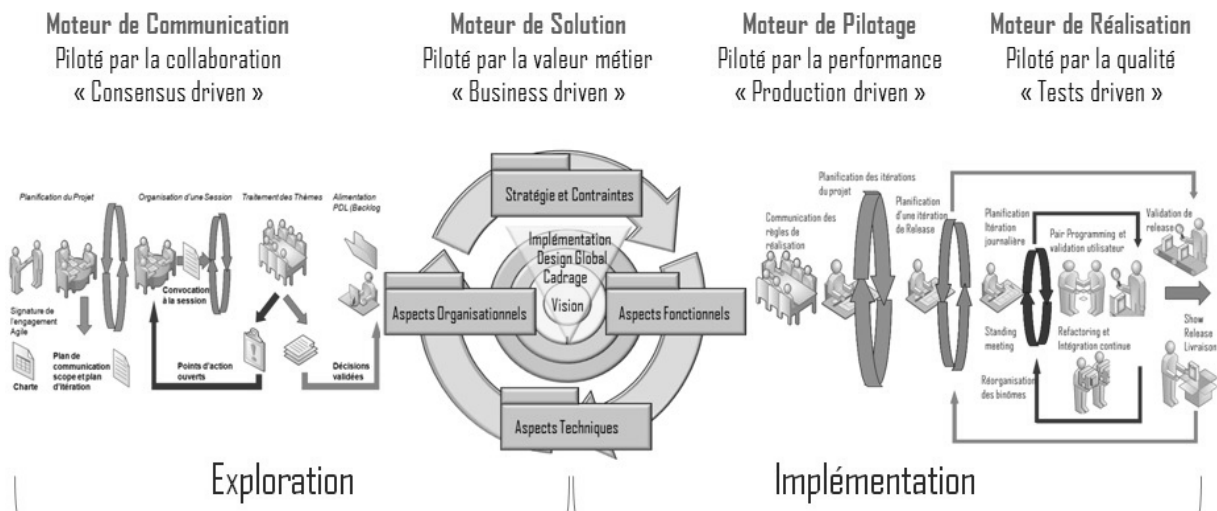 Moteur de Communication
Piloté par la collaboration
« Consensus driven »
Moteur de Solution
Piloté par la valeur métier
« Business driven »
Moteur de Pilotage
Piloté par la performance
« Production driven »
Moteur de Réalisation
Piloté par la qualité
« Tests driven »
Planification du Projet
Organisation d'une Session
Traitement des Thèmes
Alimentation
PDL (Backlog
Convocation
à la session
Signature de
l'engagement
Agile
Charte
Plan de
communication
scope et plan
d'itération
Points d'action
ouverts
Décisions
validées
Stratégie et Contraintes
Implémentation
Design Global
Cadrage
Vision
Aspects Organisationnels
Aspects Fonctionnels
Aspects Techniques
Communication des
règles de
réalisation
Planification des itérations
du projet
Planification
d'une itération
de Release
Planification
Itération
journalière
Pair Programming et
validation utilisateur
Validation de
release
Standing
meeting
Refactoring et
Intégration continue
Show
Release
Livraison
Réorganisation
des binômes
Exploration
Implémentation